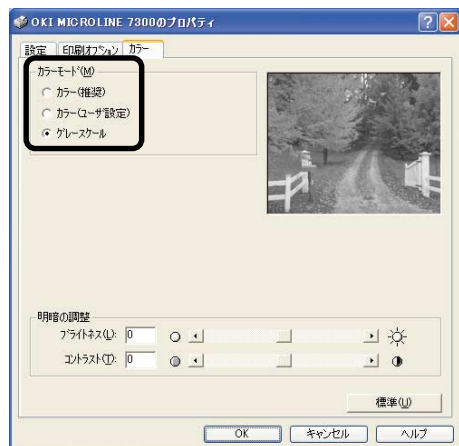 OKI MICROLINE 7300のプロパティ
設定 印刷オプション カラー
カラーモード(M)
カラー(推奨)
カラー(ユーザ設定)
グレースケール
明暗の調整
ブライトネス(L): 0
コントラスト(T): 0
標準(U)
OK キャンセル ヘルプ